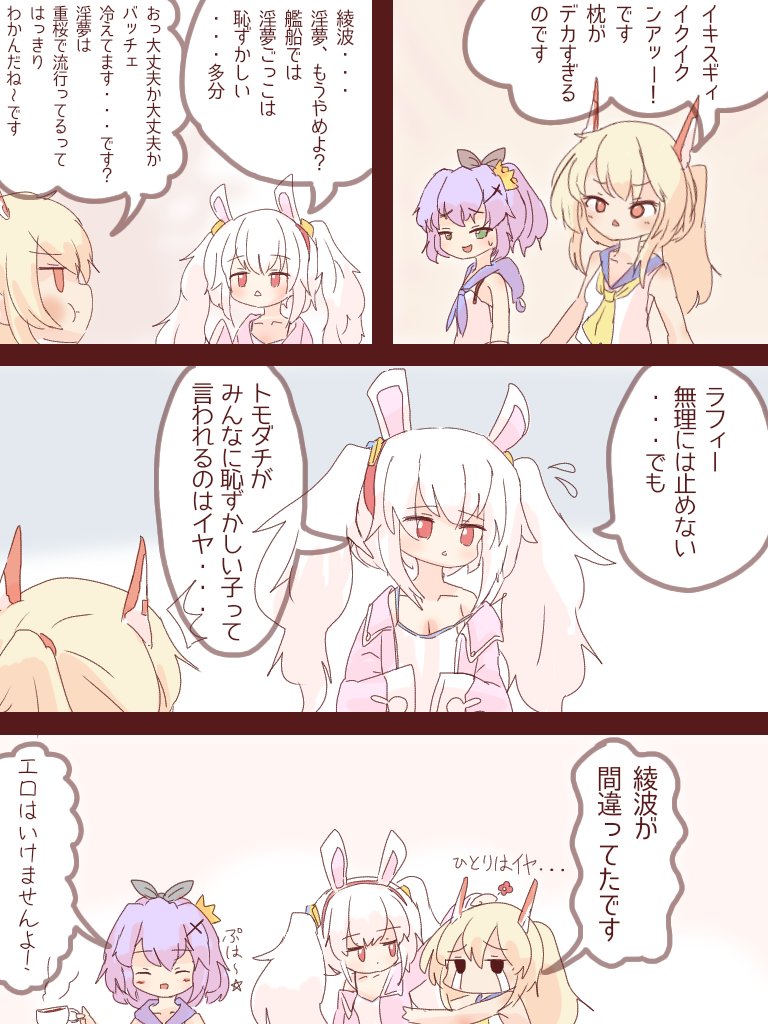 イキスギィ
イクイク
ンアッー！
です
枕が
デカすぎる
のです
綾波・・・
淫夢、もうやめよ？
艦船では
淫夢ごっこは
恥ずかしい
・・・多分
おっ大丈夫か大丈夫か
バッチェ
冷えてます・・・です？
淫夢は
重桜で流行ってるって
はっきり
わかんだね～です
ラフィー
無理には止めない
・・・でも
トモダチが
みんなに恥ずかしい子って
言われるのはイヤ・・・
綾波が
間違ってたです
ひとりはイヤ...
ぷは～☆
エロはいけませんよ！